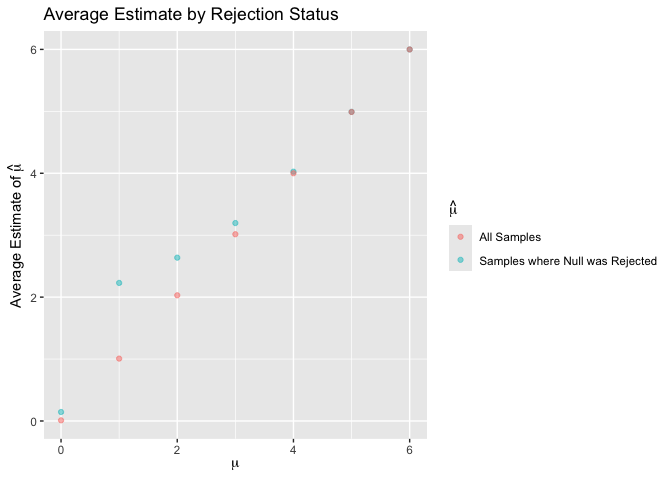 Average Estimate by Rejection Status
6
4
2
0
Average Estimate of μ̂
0 2 4 6
μ
μ̂
All Samples
Samples where Null was Rejected